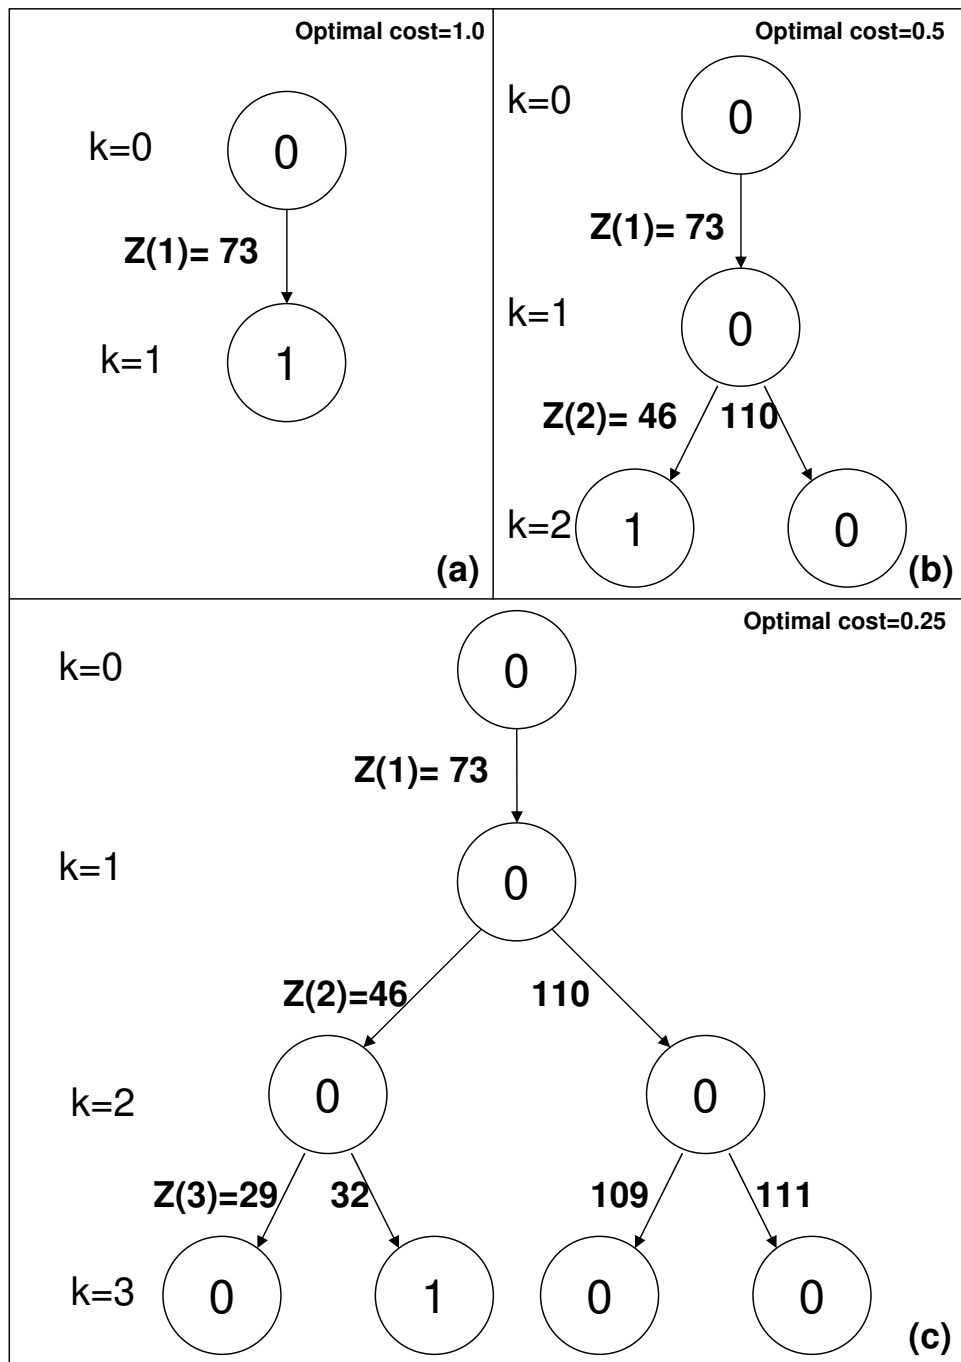 Optimal cost=1.0
k=0
0
Z(1)= 73
k=1
1
(a)
Optimal cost=0.5
k=0
0
Z(1)= 73
k=1
0
Z(2)= 46 110
k=2
1
0
(b)
Optimal cost=0.25
k=0
0
Z(1)= 73
k=1
0
Z(2)=46 110
k=2
0
0
Z(3)=29 32 109 111
k=3
0
1
0
0
(c)